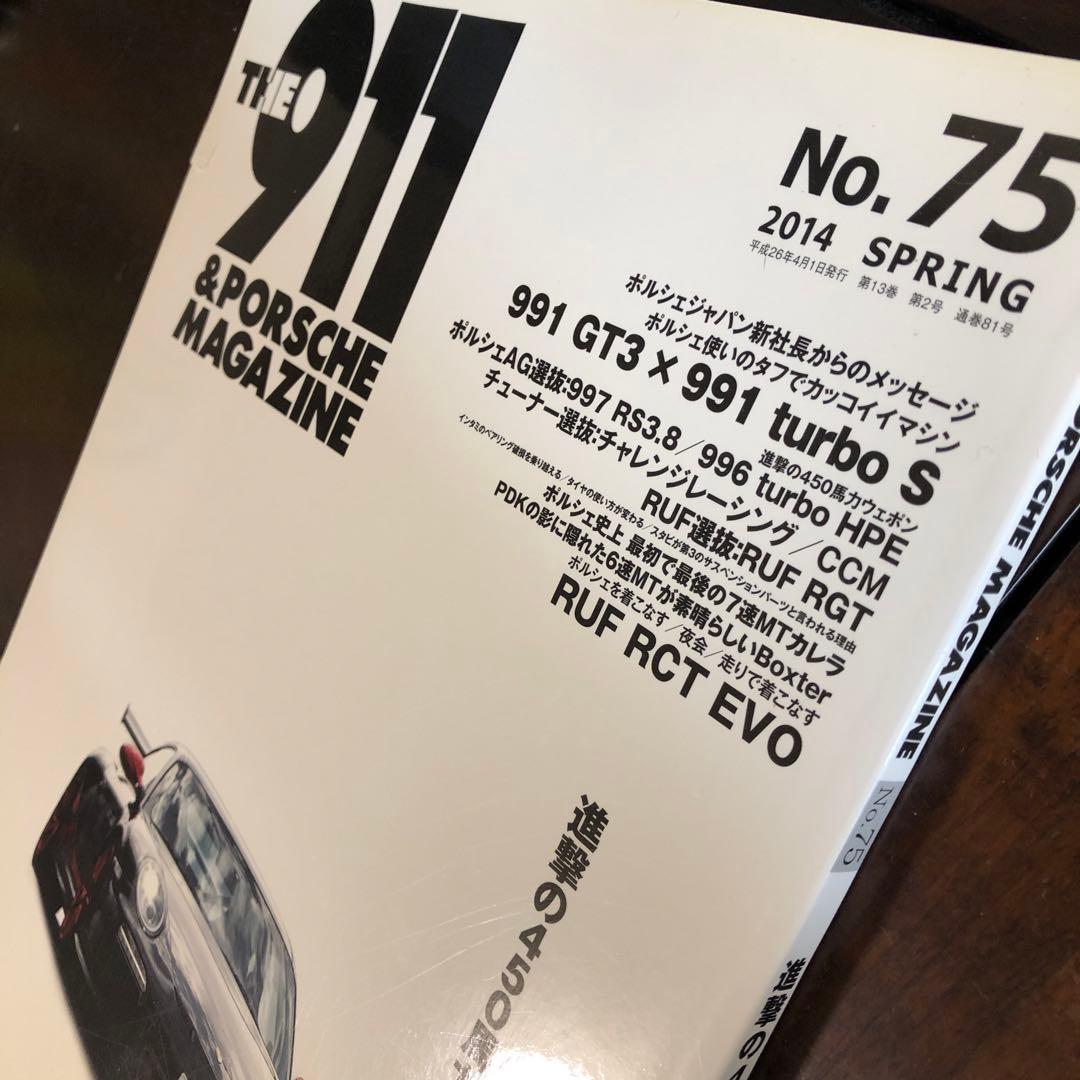 THE 911
&PORSCHE
MAGAZINE
No. 75
2014 SPRING
平成26年4月1日発行 第13巻 第2号 通巻81号
ポルシェジャパン新社長からのメッセージ
ポルシェ使いのタフでカッコイイマシン
991 GT3 × 991 turbo S
進撃の450馬力ウェポン
ポルシェAG選抜:997 RS3.8／996 turbo HPE
チューナー選抜:チャレンジレーシング／CCM
RUF選抜:RUF RGT
インタミのベアリング破損を乗り越える／タイヤの使い方が変わる／スタビが第3のサスペンションパーツと言われる理由
ポルシェ史上 最初で最後の7速MTカレラ
PDKの影に隠れた6速MTが素晴らしいBoxter
ポルシェを着こなす／夜会／走りで着こなす
RUF RCT EVO
進撃の450
ORSCHE MAGAZINE
No.75
進撃の4